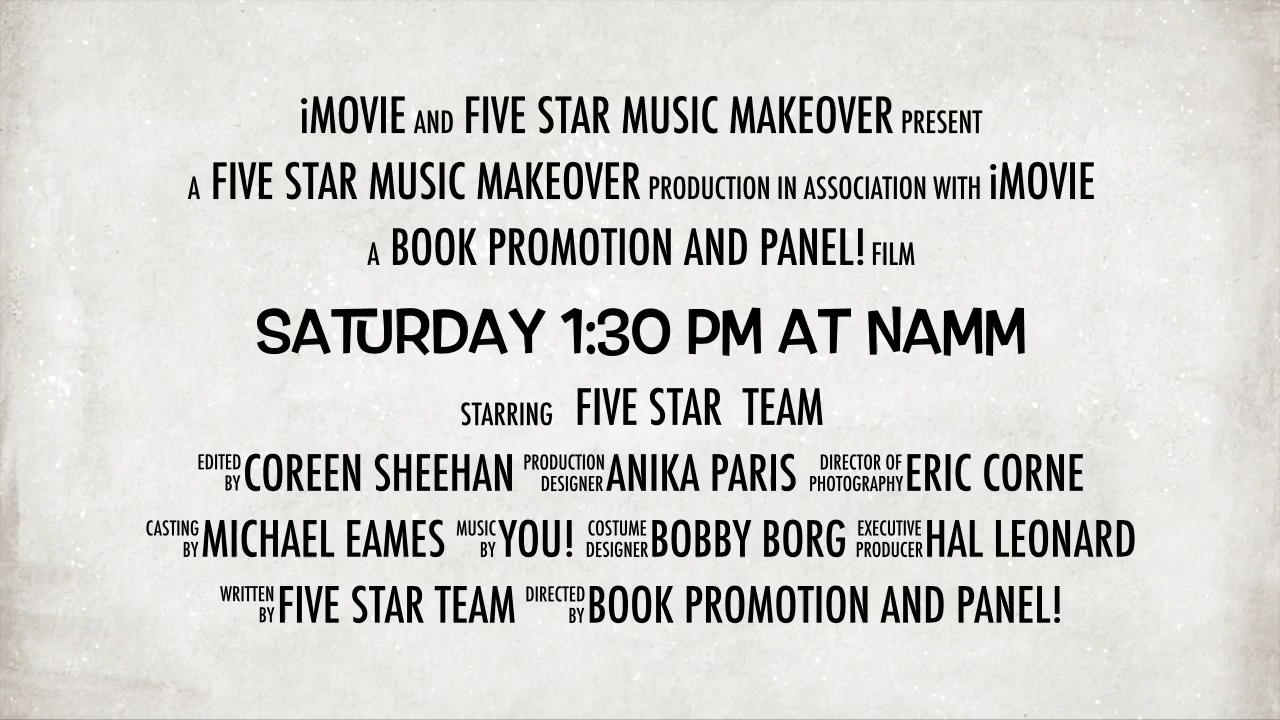 iMOVIE AND FIVE STAR MUSIC MAKEOVER PRESENT
A FIVE STAR MUSIC MAKEOVER PRODUCTION IN ASSOCIATION WITH iMOVIE
A BOOK PROMOTION AND PANEL! FILM
SATURDAY 1:30 PM AT NAMM
STARRING FIVE STAR TEAM
EDITED BY COREEN SHEEHAN PRODUCTION DESIGNER ANIKA PARIS DIRECTOR OF PHOTOGRAPHY ERIC CORNE
CASTING BY MICHAEL EAMES MUSIC BY YOU! COSTUME DESIGNER BOBBY BORG EXECUTIVE PRODUCER HAL LEONARD
WRITTEN BY FIVE STAR TEAM DIRECTED BY BOOK PROMOTION AND PANEL!